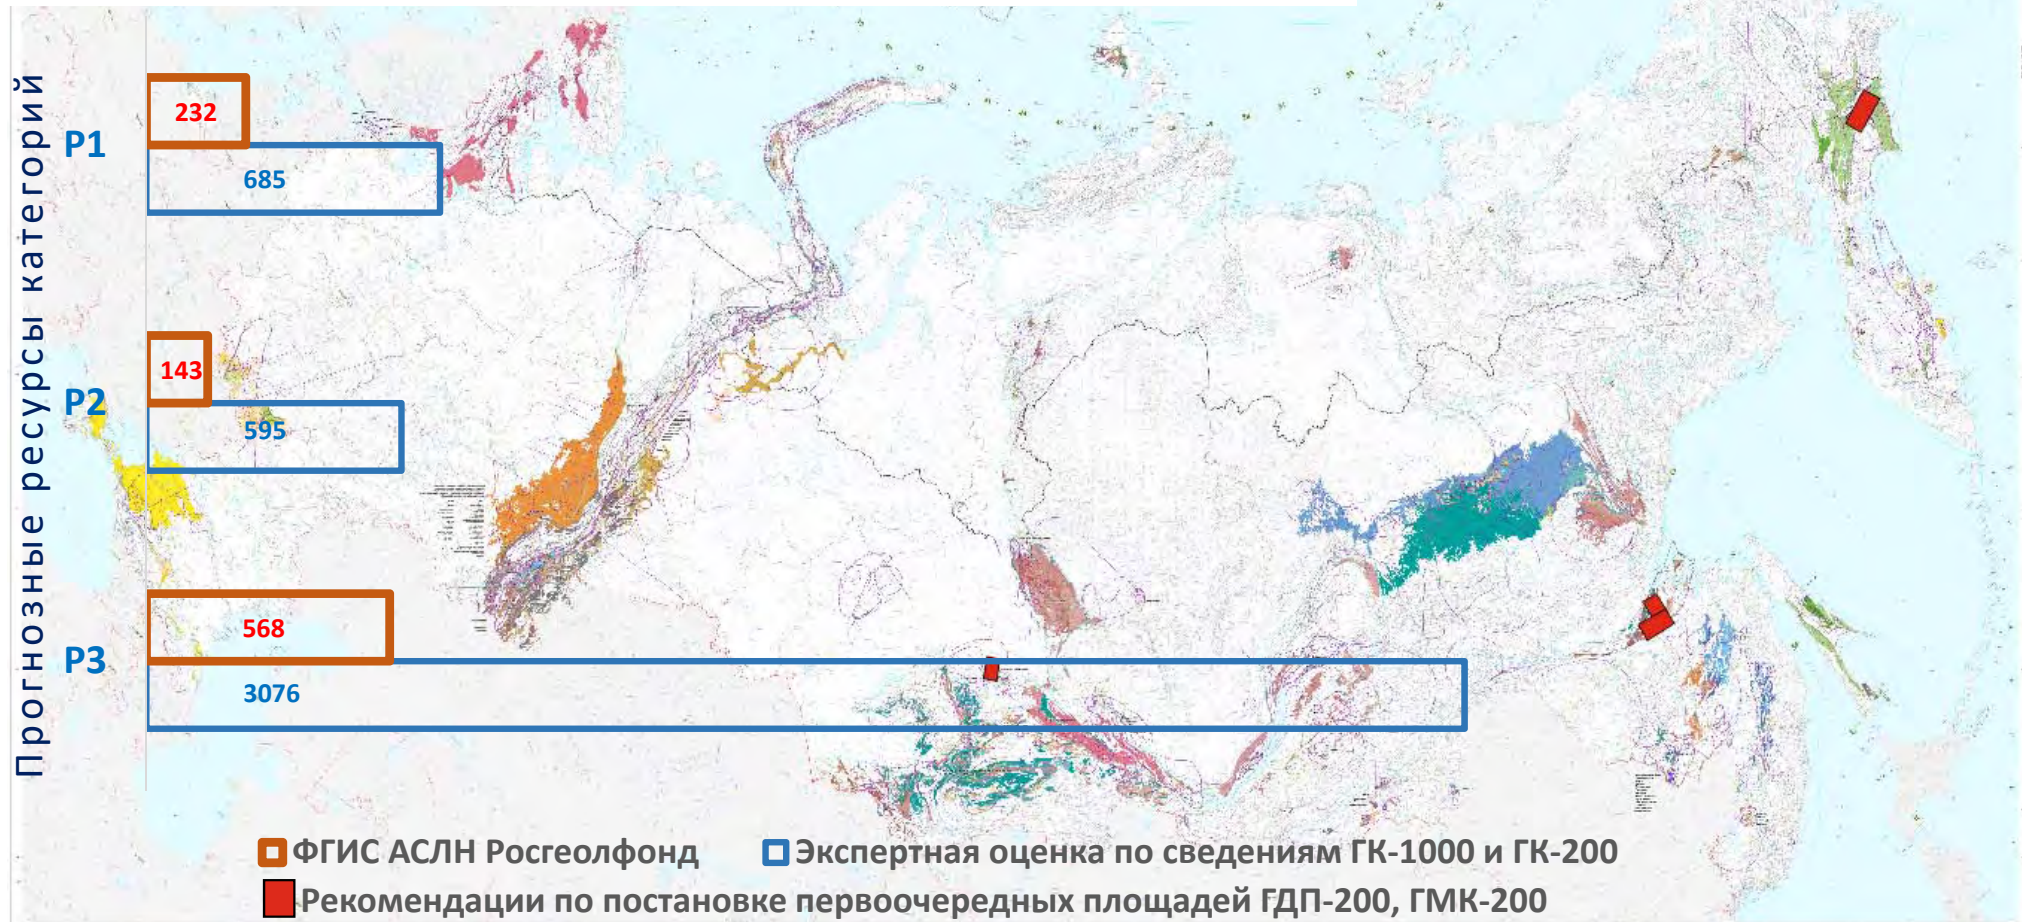 Прогнозные ресурсы категорий
P1
232
685
P2
143
595
P3
568
3076
ФГИС АСЛН Росгеолфонд
Экспертная оценка по сведениям ГК-1000 и ГК-200
Рекомендации по постановке первоочередных площадей ГДП-200, ГМК-200